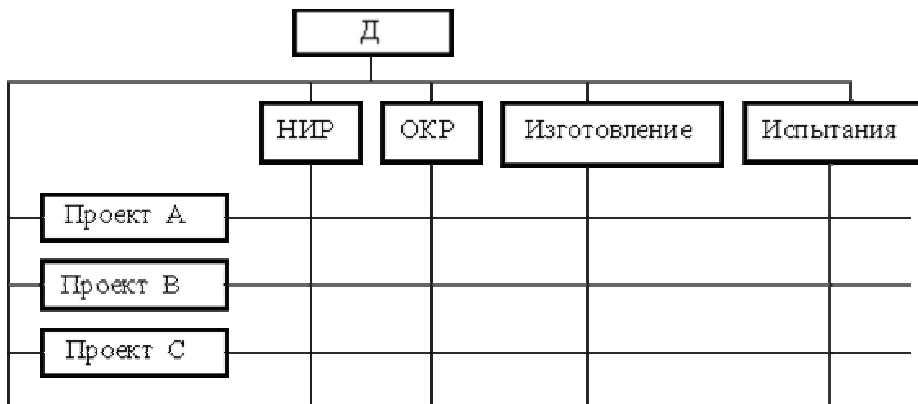 Д
НИР ОКР Изготовление Испытания
Проект А
Проект В
Проект С